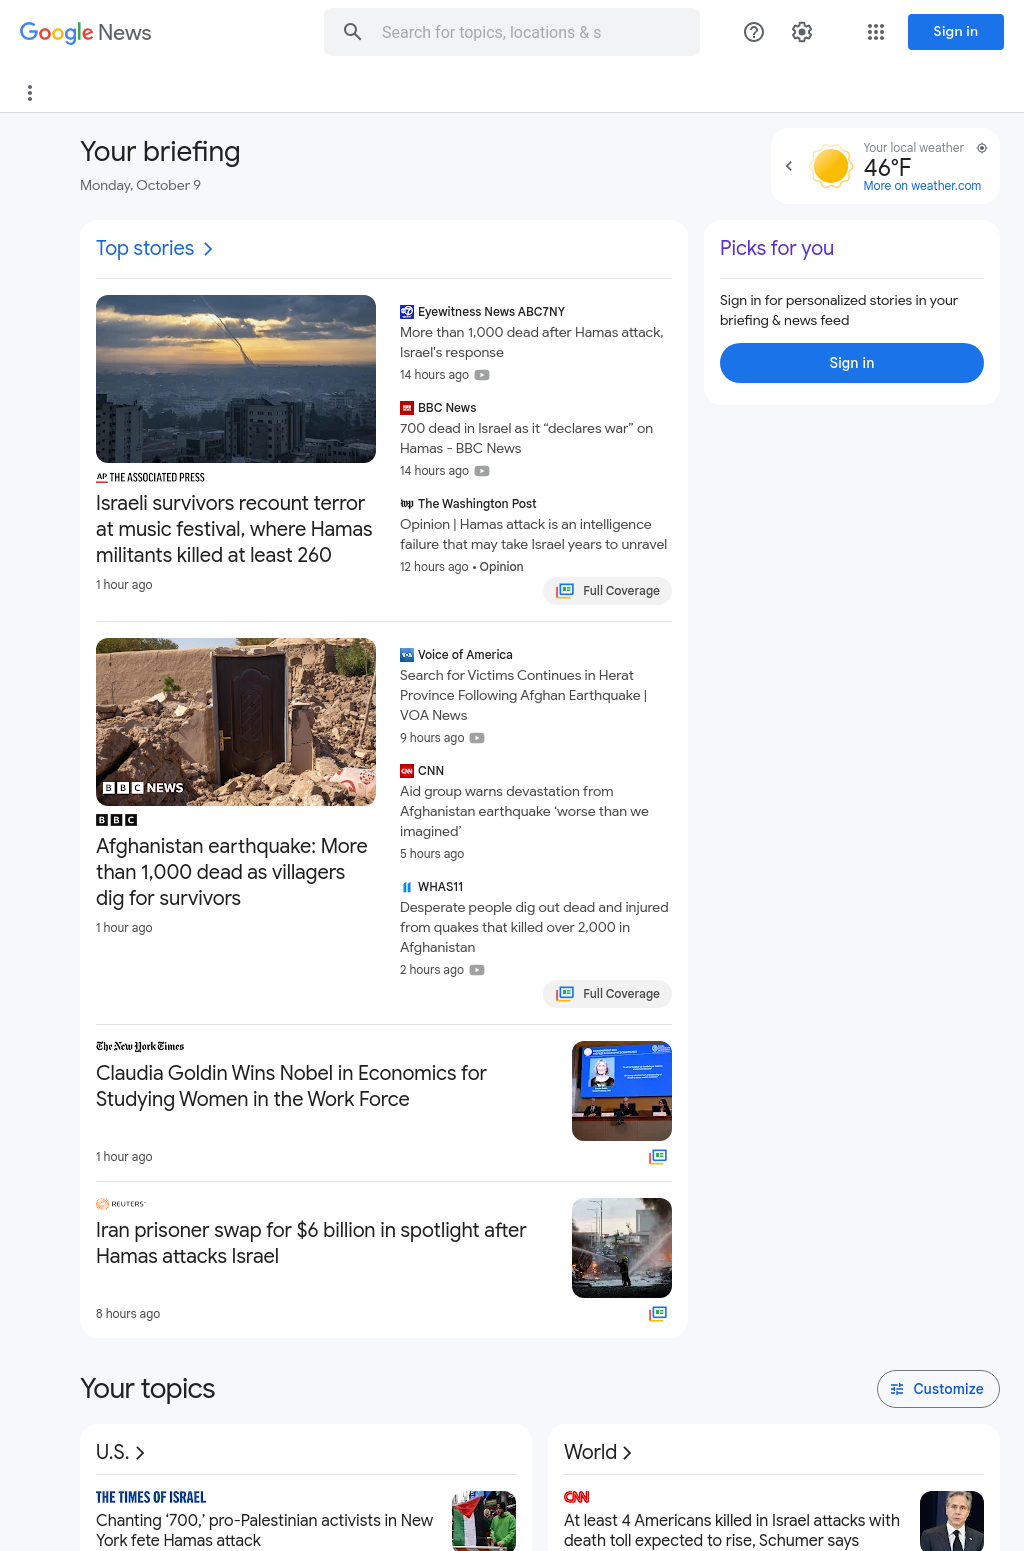 Google News
Search for topics, locations & s
Sign in
Your briefing
Monday, October 9
Your local weather
46°F
More on weather.com
Top stories
AP THE ASSOCIATED PRESS
Israeli survivors recount terror
at music festival, where Hamas
militants killed at least 260
1 hour ago
Eyewitness News ABC7NY
More than 1,000 dead after Hamas attack,
Israel's response
14 hours ago
BBC News
700 dead in Israel as it “declares war” on
Hamas - BBC News
14 hours ago
wp The Washington Post
Opinion | Hamas attack is an intelligence
failure that may take Israel years to unravel
12 hours ago • Opinion
Full Coverage
Picks for you
Sign in for personalized stories in your
briefing & news feed
Sign in
BBC NEWS
BBC
Afghanistan earthquake: More
than 1,000 dead as villagers
dig for survivors
1 hour ago
VOA Voice of America
Search for Victims Continues in Herat
Province Following Afghan Earthquake |
VOA News
9 hours ago
CNN CNN
Aid group warns devastation from
Afghanistan earthquake ‘worse than we
imagined’
5 hours ago
WHAS11
Desperate people dig out dead and injured
from quakes that killed over 2,000 in
Afghanistan
2 hours ago
Full Coverage
The New York Times
Claudia Goldin Wins Nobel in Economics for
Studying Women in the Work Force
1 hour ago
REUTERS
Iran prisoner swap for $6 billion in spotlight after
Hamas attacks Israel
8 hours ago
Your topics
Customize
U.S.
THE TIMES OF ISRAEL
Chanting ‘700,’ pro-Palestinian activists in New
York fete Hamas attack
World
CNN
At least 4 Americans killed in Israel attacks with
death toll expected to rise, Schumer says